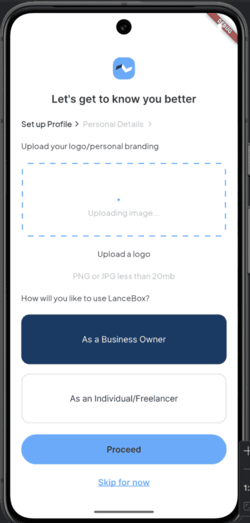 Let's get to know you better
Set up Profile > Personal Details >
Upload your logo/personal branding
Uploading image...
Upload a logo
PNG or JPG less than 20mb
How will you like to use LanceBox?
As a Business Owner
As an Individual/Freelancer
Proceed
Skip for now